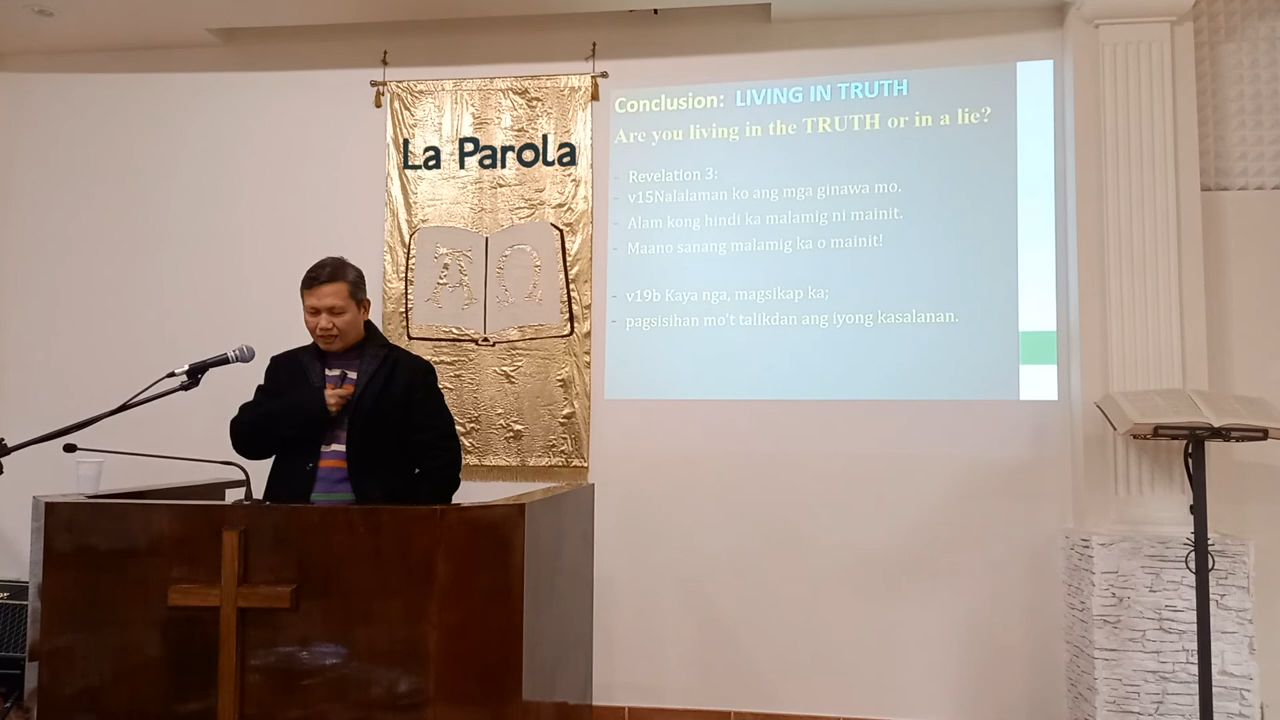 La Parola
Α Ω
Conclusion: LIVING IN TRUTH
Are you living in the TRUTH or in a lie?
- Revelation 3:
- v15Nalalaman ko ang mga ginawa mo.
- Alam kong hindi ka malamig ni mainit.
- Maano sanang malamig ka o mainit!
- v19b Kaya nga, magsikap ka;
- pagsisihan mo't talikdan ang iyong kasalanan.